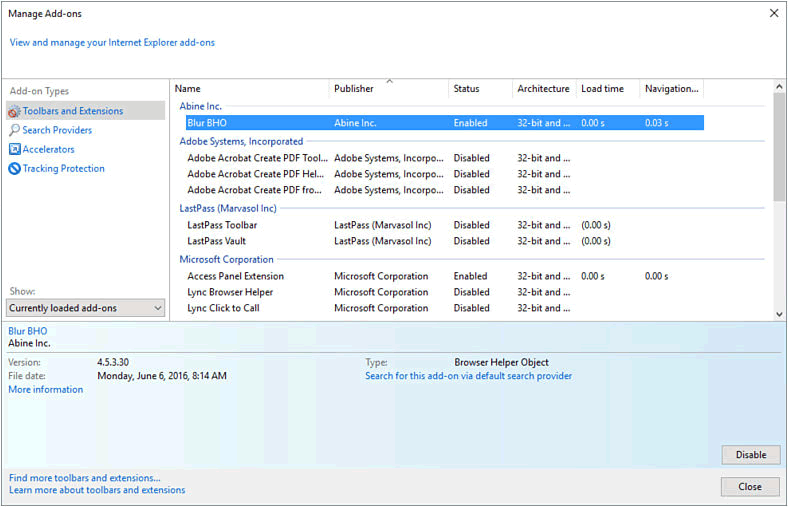 Manage Add-ons
View and manage your Internet Explorer add-ons
Add-on Types
Toolbars and Extensions
Search Providers
Accelerators
Tracking Protection
Show:
Currently loaded add-ons
Name Publisher Status Architecture Load time Navigation...
Abine Inc.
Blur BHO Abine Inc. Enabled 32-bit and ... 0.00 s 0.03 s
Adobe Systems, Incorporated
Adobe Acrobat Create PDF Tool... Adobe Systems, Incorpo... Disabled 32-bit and ...
Adobe Acrobat Create PDF Hel... Adobe Systems, Incorpo... Disabled 32-bit and ...
Adobe Acrobat Create PDF fro... Adobe Systems, Incorpo... Disabled 32-bit and ...
LastPass (Marvasol Inc)
LastPass Toolbar LastPass (Marvasol Inc) Disabled 32-bit and ... (0.00 s)
LastPass Vault LastPass (Marvasol Inc) Disabled 32-bit and ... (0.00 s)
Microsoft Corporation
Access Panel Extension Microsoft Corporation Enabled 32-bit and ... 0.00 s 0.00 s
Lync Browser Helper Microsoft Corporation Disabled 32-bit and ...
Lync Click to Call Microsoft Corporation Disabled 32-bit and ...
Blur BHO
Abine Inc.
Version: 4.5.3.30 Type: Browser Helper Object
File date: Monday, June 6, 2016, 8:14 AM Search for this add-on via default search provider
More information
Disable
Find more toolbars and extensions...
Learn more about toolbars and extensions
Close